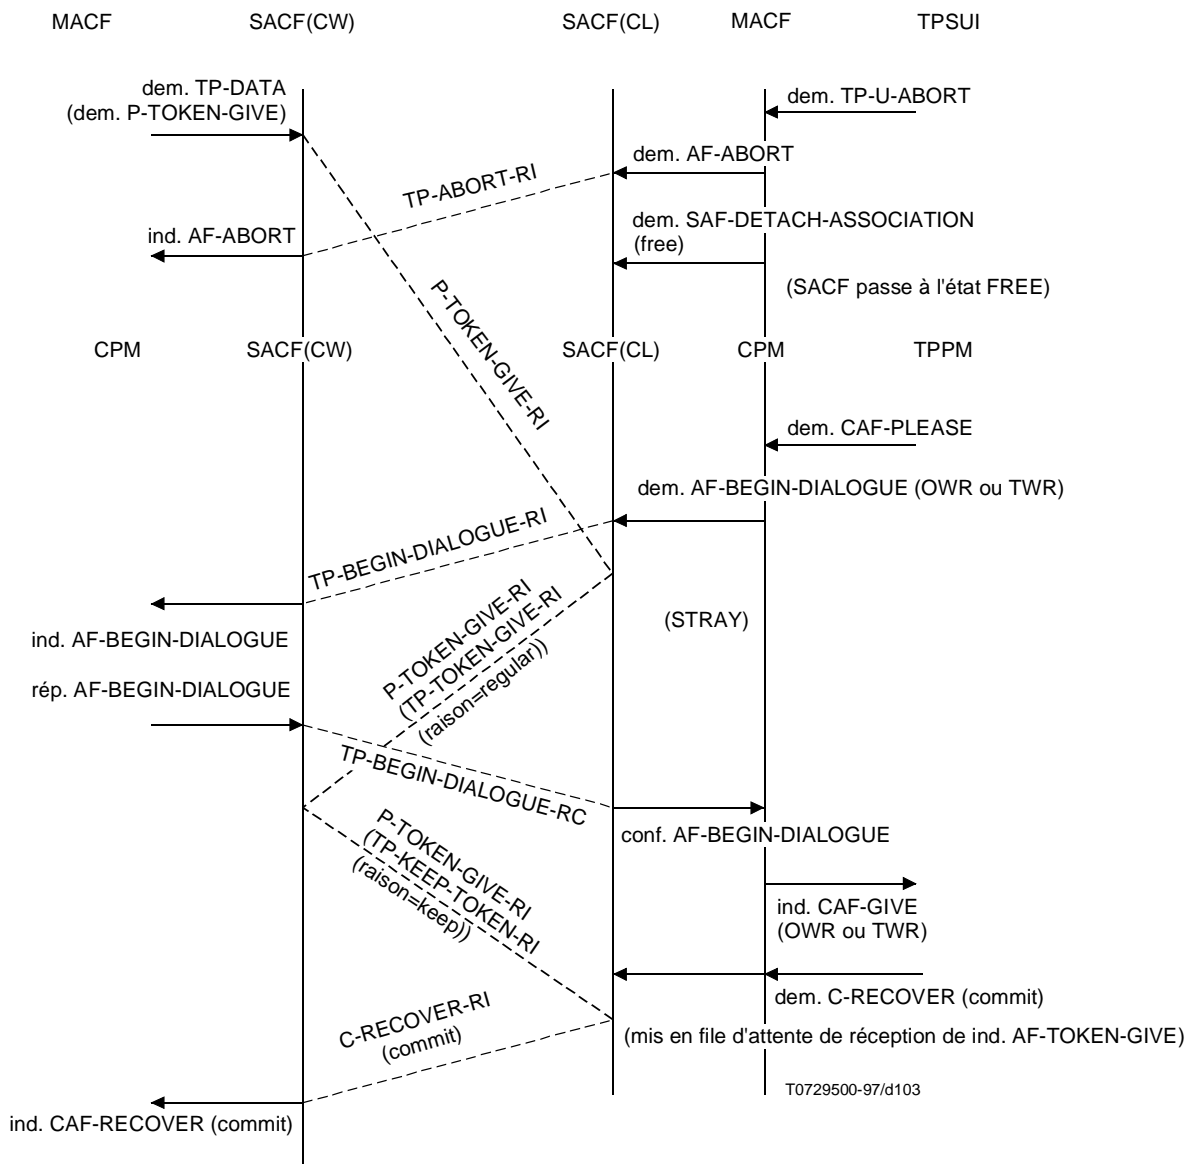 MACF SACF(CW) SACF(CL) MACF TPSUI
dem. TP-DATA
(dem. P-TOKEN-GIVE)
dem. TP-U-ABORT
dem. AF-ABORT
TP-ABORT-RI
dem. SAF-DETACH-ASSOCIATION
(free)
ind. AF-ABORT
(SACF passe à l'état FREE)
P-TOKEN-GIVE-RI
CPM SACF(CW) SACF(CL) CPM TPPM
dem. CAF-PLEASE
dem. AF-BEGIN-DIALOGUE (OWR ou TWR)
TP-BEGIN-DIALOGUE-RI
ind. AF-BEGIN-DIALOGUE
(STRAY)
P-TOKEN-GIVE-RI
(TP-TOKEN-GIVE-RI
(raison=regular))
rép. AF-BEGIN-DIALOGUE
TP-BEGIN-DIALOGUE-RC
conf. AF-BEGIN-DIALOGUE
P-TOKEN-GIVE-RI
(TP-KEEP-TOKEN-RI
(raison=keep))
ind. CAF-GIVE
(OWR ou TWR)
dem. C-RECOVER (commit)
C-RECOVER-RI
(commit)
(mis en file d'attente de réception de ind. AF-TOKEN-GIVE)
T0729500-97/d103
ind. CAF-RECOVER (commit)